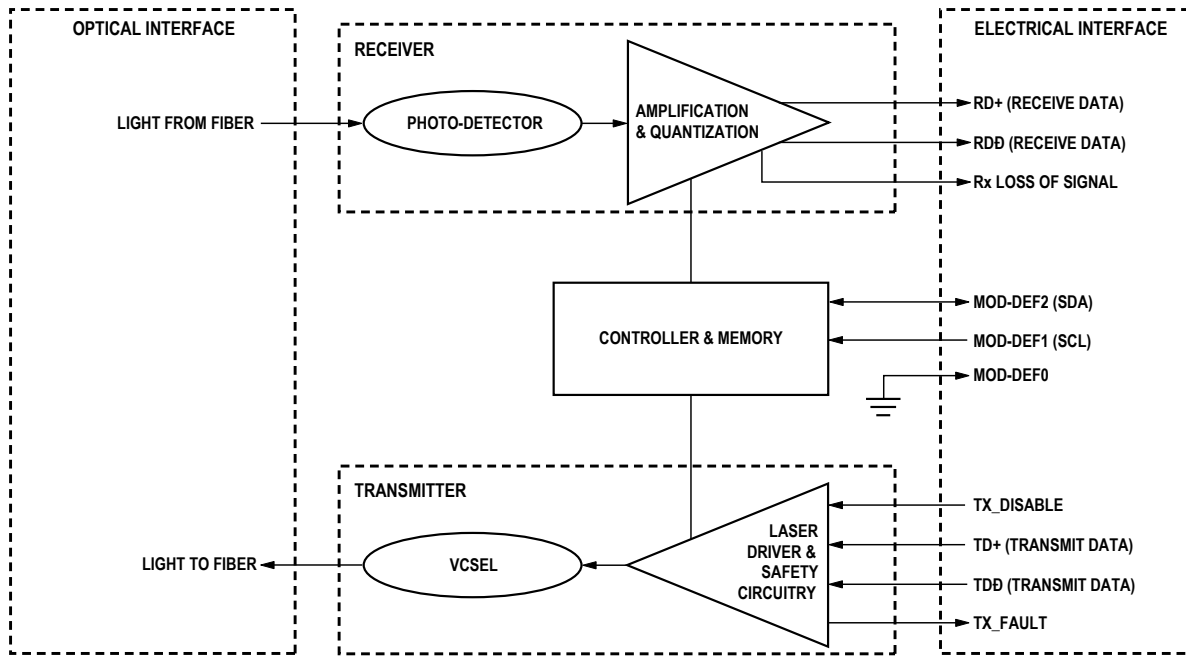 OPTICAL INTERFACE
ELECTRICAL INTERFACE
RECEIVER
LIGHT FROM FIBER
PHOTO-DETECTOR
AMPLIFICATION
& QUANTIZATION
RD+ (RECEIVE DATA)
RDÐ (RECEIVE DATA)
Rx LOSS OF SIGNAL
CONTROLLER & MEMORY
MOD-DEF2 (SDA)
MOD-DEF1 (SCL)
MOD-DEF0
TRANSMITTER
LIGHT TO FIBER
VCSEL
LASER
DRIVER &
SAFETY
CIRCUITRY
TX_DISABLE
TD+ (TRANSMIT DATA)
TDÐ (TRANSMIT DATA)
TX_FAULT